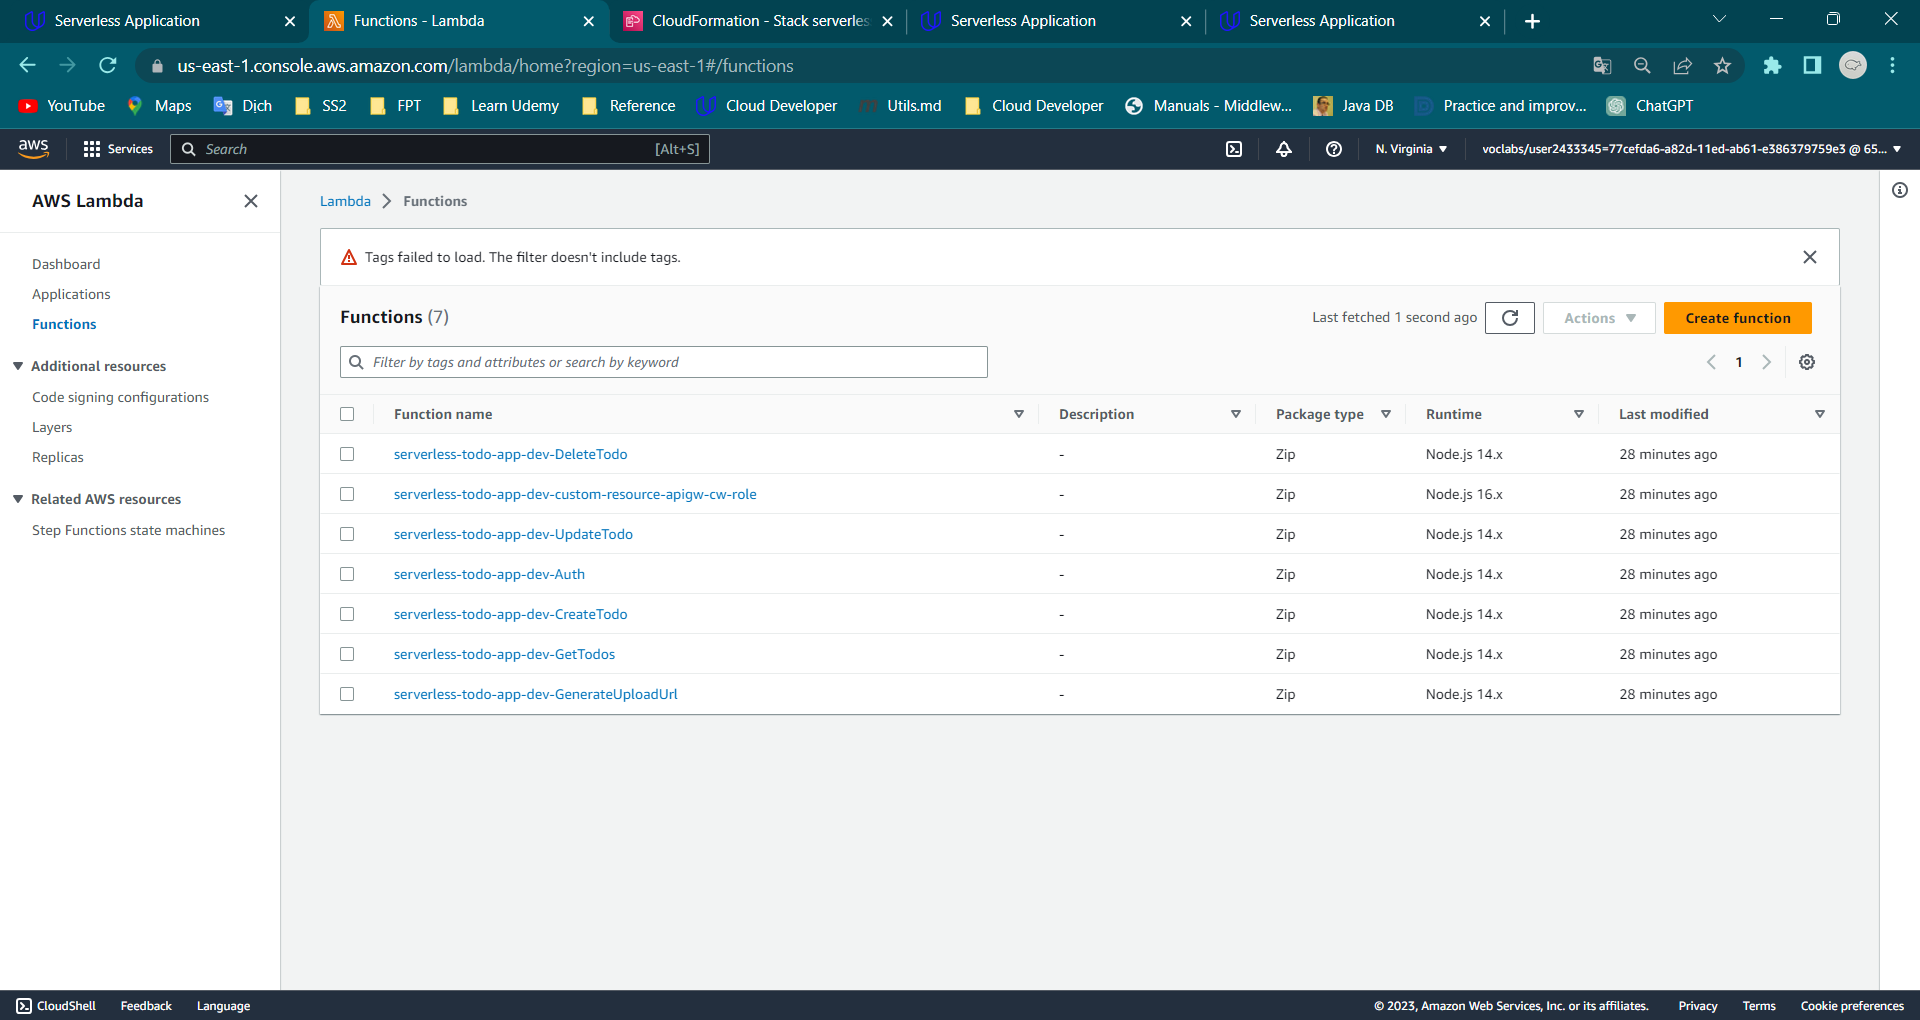 Serverless Application
Functions - Lambda
CloudFormation - Stack serverles
Serverless Application
Serverless Application
us-east-1.console.aws.amazon.com/lambda/home?region=us-east-1#/functions
YouTube
Maps
Dịch
SS2
FPT
Learn Udemy
Reference
Cloud Developer
Utils.md
Cloud Developer
Manuals - Middlew...
Java DB
Practice and improv...
ChatGPT
aws
Services
Search
[Alt+S]
N. Virginia
voclabs/user2433345=77cefda6-a82d-11ed-ab61-e386379759e3 @ 65...
AWS Lambda
Dashboard
Applications
Functions
Additional resources
Code signing configurations
Layers
Replicas
Related AWS resources
Step Functions state machines
Lambda > Functions
Tags failed to load. The filter doesn't include tags.
Functions (7)
Last fetched 1 second ago
Actions
Create function
Filter by tags and attributes or search by keyword
1
Function name Description Package type Runtime Last modified
serverless-todo-app-dev-DeleteTodo - Zip Node.js 14.x 28 minutes ago
serverless-todo-app-dev-custom-resource-apigw-cw-role - Zip Node.js 16.x 28 minutes ago
serverless-todo-app-dev-UpdateTodo - Zip Node.js 14.x 28 minutes ago
serverless-todo-app-dev-Auth - Zip Node.js 14.x 28 minutes ago
serverless-todo-app-dev-CreateTodo - Zip Node.js 14.x 28 minutes ago
serverless-todo-app-dev-GetTodos - Zip Node.js 14.x 28 minutes ago
serverless-todo-app-dev-GenerateUploadUrl - Zip Node.js 14.x 28 minutes ago
CloudShell
Feedback
Language
© 2023, Amazon Web Services, Inc. or its affiliates.
Privacy
Terms
Cookie preferences